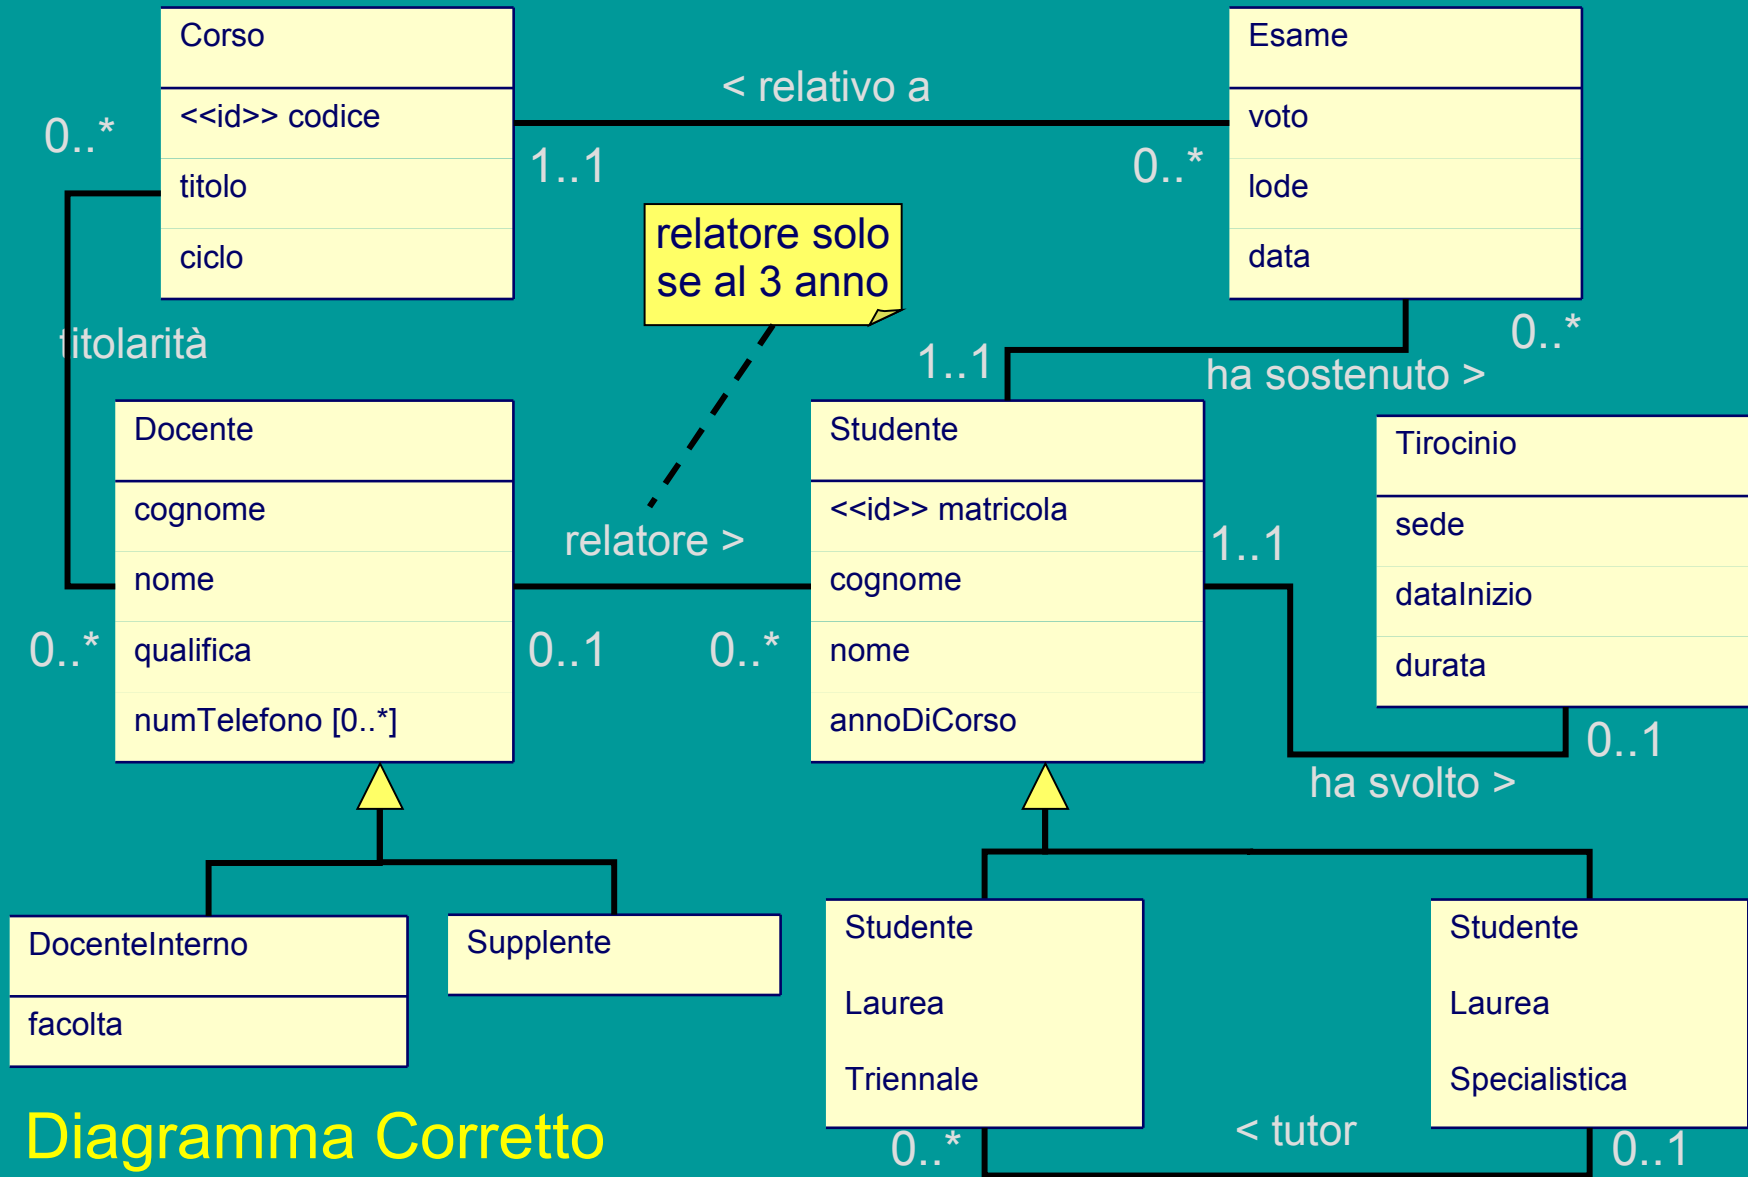 Corso
<<id>> codice
titolo
ciclo
Esame
voto
lode
data
< relativo a
0..*
1..1
0..*
relatore solo
se al 3 anno
titolarità
1..1
0..*
ha sostenuto >
Docente
cognome
nome
qualifica
numTelefono [0..*]
0..*
relatore >
0..1
0..*
Studente
<<id>> matricola
cognome
nome
annoDiCorso
1..1
Tirocinio
sede
dataInizio
durata
0..1
ha svolto >
DocenteInterno
facolta
Supplente
Studente
Laurea
Triennale
Studente
Laurea
Specialistica
0..*
< tutor
0..1
Diagramma Corretto